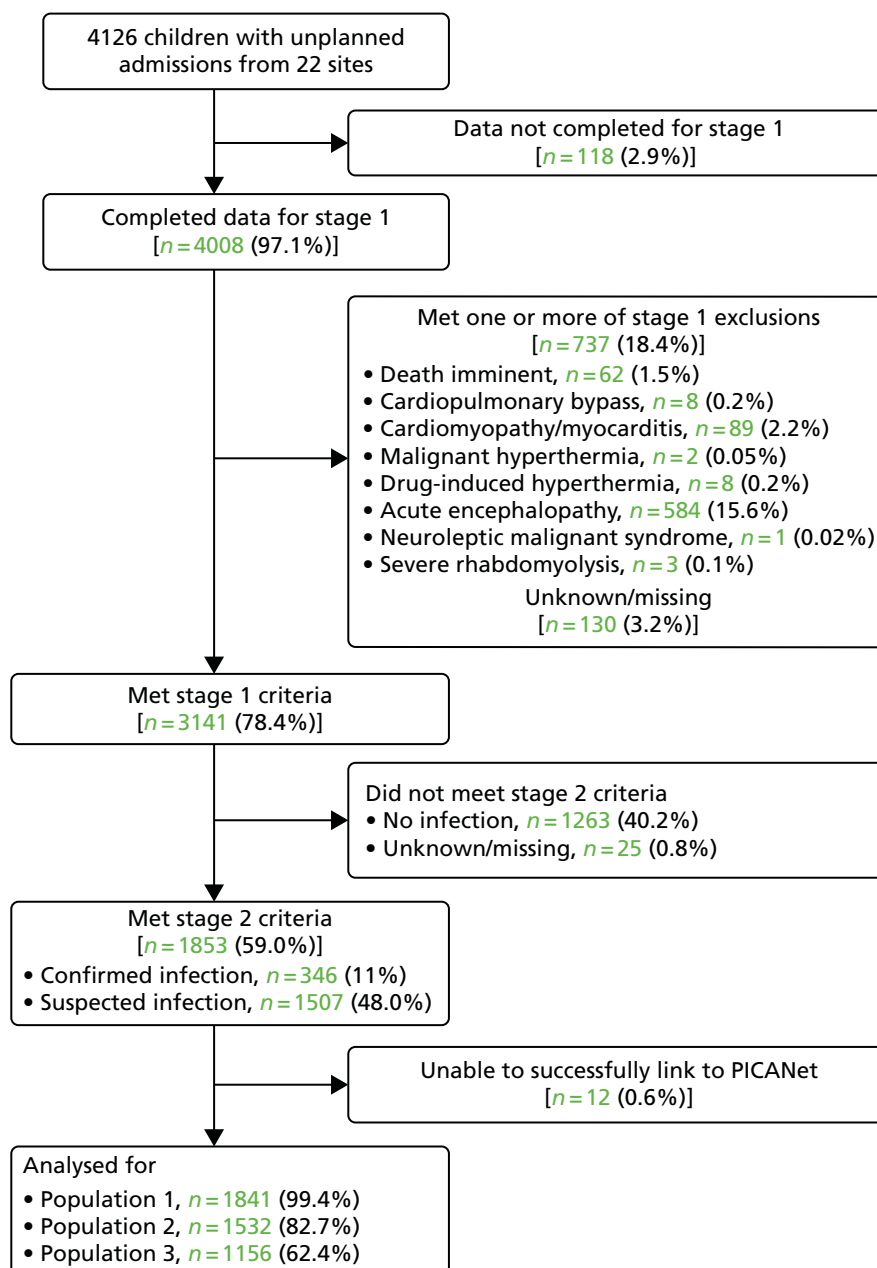 4126 children with unplanned
admissions from 22 sites
Data not completed for stage 1
[n=118 (2.9%)]
Completed data for stage 1
[n=4008 (97.1%)]
Met one or more of stage 1 exclusions
[n=737 (18.4%)]
• Death imminent, n=62 (1.5%)
• Cardiopulmonary bypass, n=8 (0.2%)
• Cardiomyopathy/myocarditis, n=89 (2.2%)
• Malignant hyperthermia, n=2 (0.05%)
• Drug-induced hyperthermia, n=8 (0.2%)
• Acute encephalopathy, n=584 (15.6%)
• Neuroleptic malignant syndrome, n=1 (0.02%)
• Severe rhabdomyolysis, n=3 (0.1%)
Unknown/missing
[n=130 (3.2%)]
Met stage 1 criteria
[n=3141 (78.4%)]
Did not meet stage 2 criteria
• No infection, n=1263 (40.2%)
• Unknown/missing, n=25 (0.8%)
Met stage 2 criteria
[n=1853 (59.0%)]
• Confirmed infection, n=346 (11%)
• Suspected infection, n=1507 (48.0%)
Unable to successfully link to PICANet
[n=12 (0.6%)]
Analysed for
• Population 1, n=1841 (99.4%)
• Population 2, n=1532 (82.7%)
• Population 3, n=1156 (62.4%)